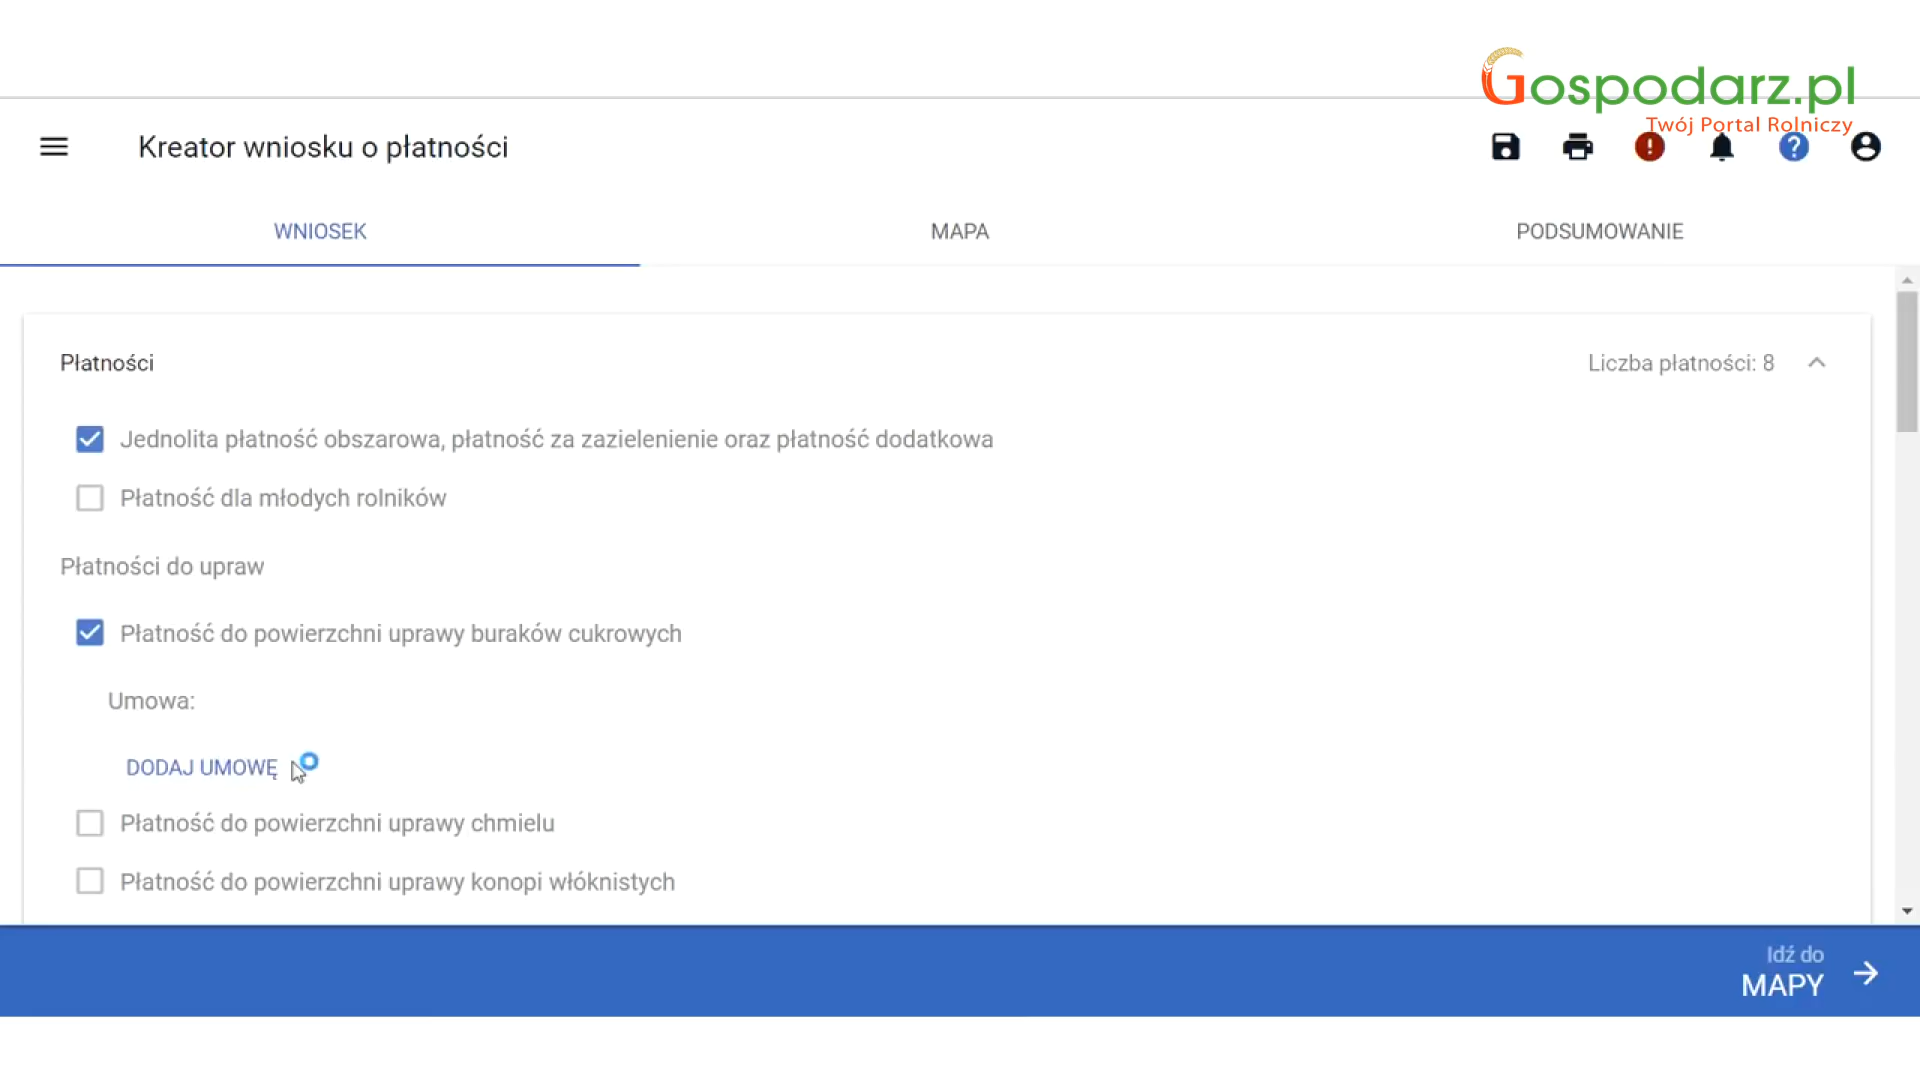 Gospodarz.pl
Twój Portal Rolniczy
Kreator wniosku o płatności
WNIOSEK
MAPA
PODSUMOWANIE
Płatności
Liczba płatności: 8
Jednolita płatność obszarowa, płatność za zazielenienie oraz płatność dodatkowa
Płatność dla młodych rolników
Płatności do upraw
Płatność do powierzchni uprawy buraków cukrowych
Umowa:
DODAJ UMOWĘ
Płatność do powierzchni uprawy chmielu
Płatność do powierzchni uprawy konopi włóknistych
Idź do
MAPY